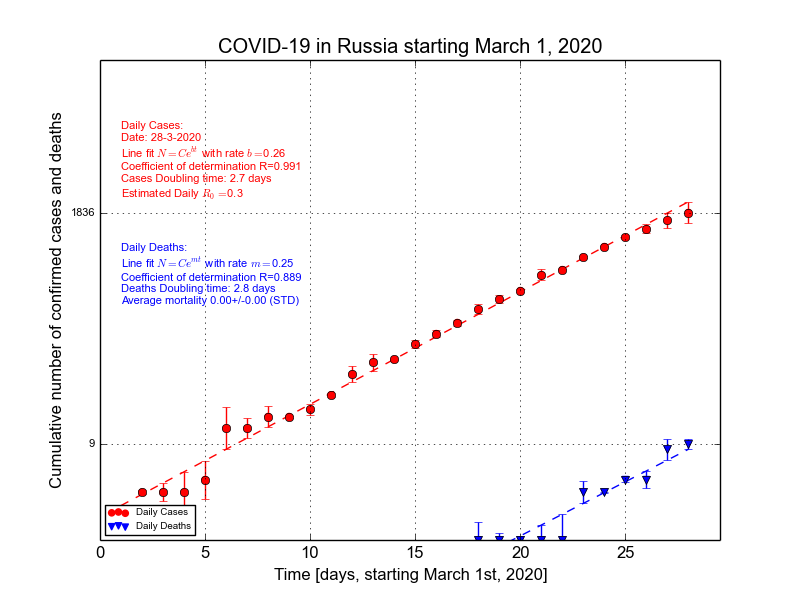 COVID-19 in Russia starting March 1, 2020
Daily Cases:
Date: 28-3-2020
Line fit N=Ce^{bt} with rate b=0.26
Coefficient of determination R=0.991
Cases Doubling time: 2.7 days
Estimated Daily R_0=0.3
1836
Daily Deaths:
Line fit N=Ce^{mt} with rate m=0.25
Coefficient of determination R=0.889
Deaths Doubling time: 2.8 days
Average mortality 0.00+/-0.00 (STD)
Cumulative number of confirmed cases and deaths
9
Daily Cases
Daily Deaths
0 5 10 15 20 25
Time [days, starting March 1st, 2020]